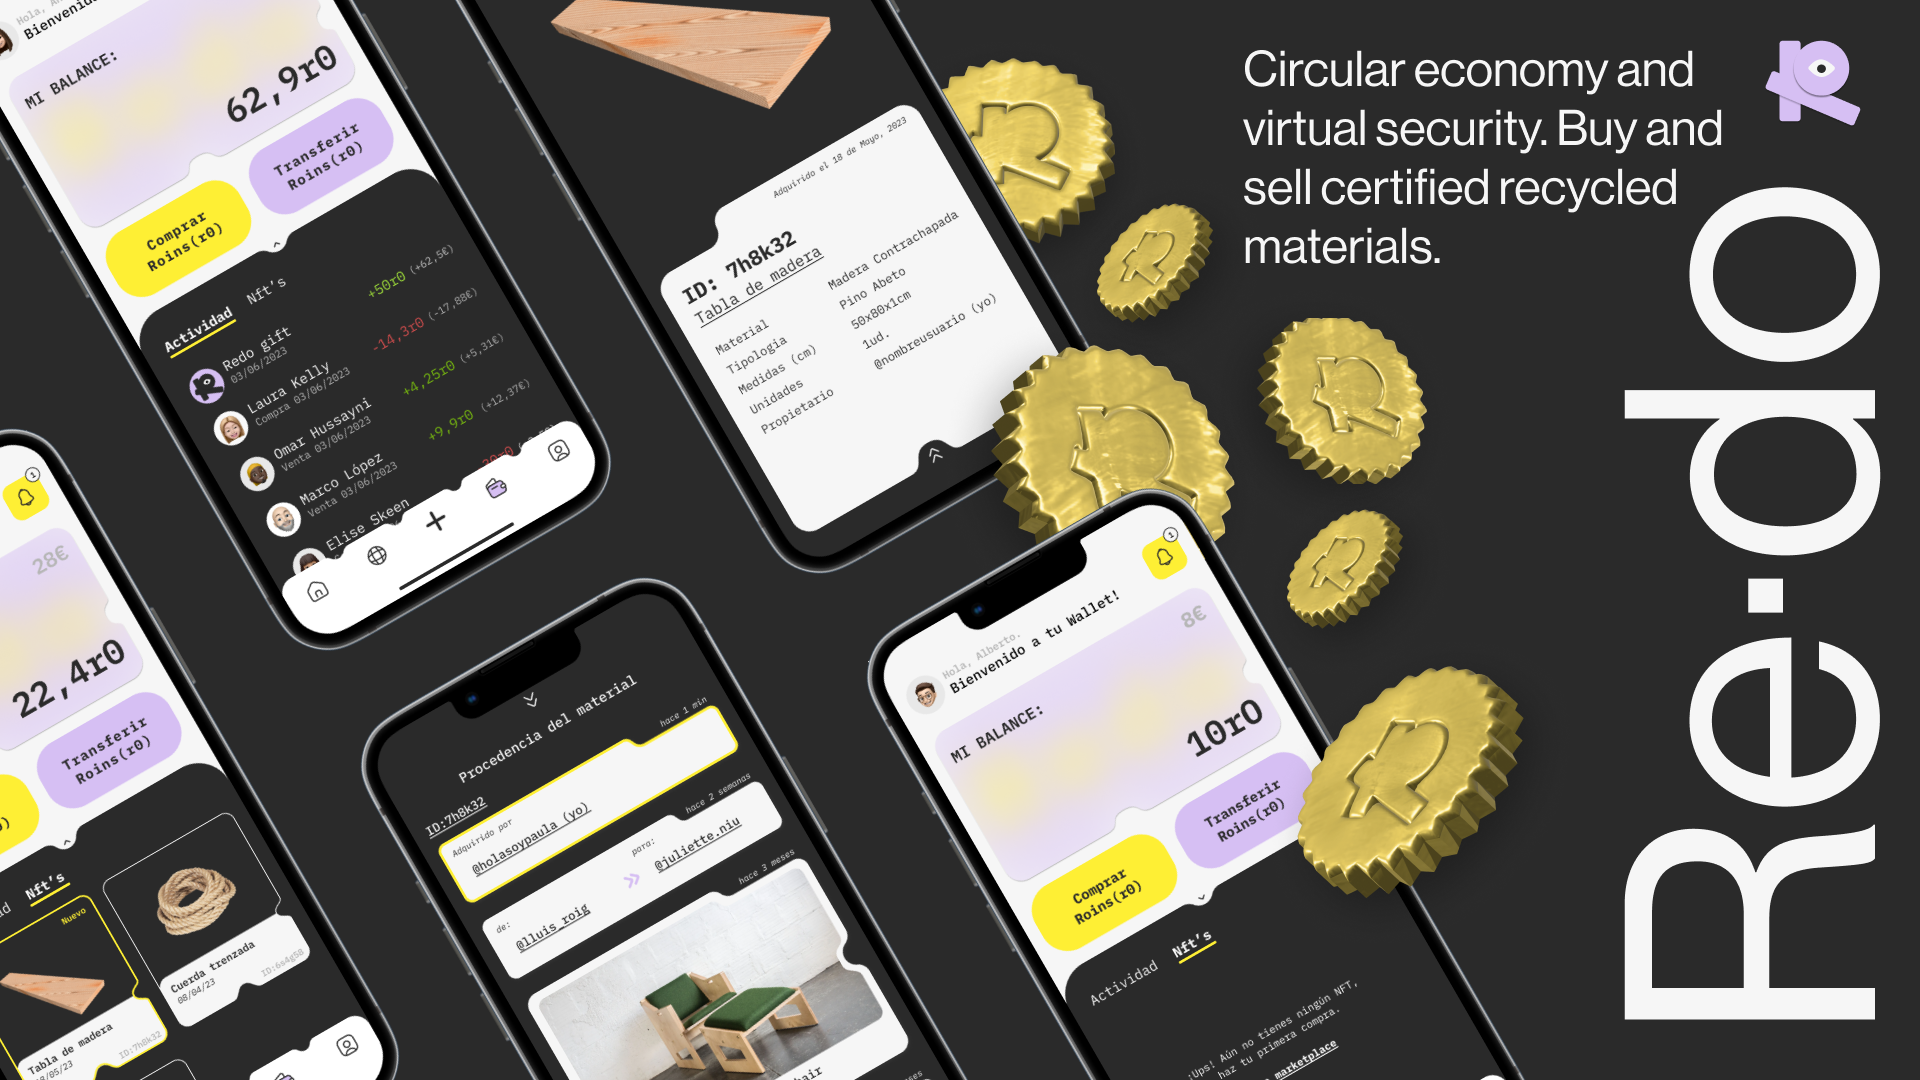 Circular economy and
virtual security. Buy and
sell certified recycled
materials.
Re·do
Bienvenid
MI BALANCE:
62,9r0
Comprar
Roins(r0)
Transferir
Roins(r0)
Actividad
Nft's
Redo gift
03/06/2023
+50r0 (+62,5€)
Laura Kelly
Compra 03/06/2023
-14,3r0 (-17,88€)
Omar Hussayni
Venta 03/06/2023
+4,25r0 (+5,31€)
Marco López
Venta 03/06/2023
+9,9r0 (+12,37€)
Elise Skeen
Adquirido el 18 de Mayo, 2023
ID: 7h8k32
Tabla de madera
Material
Madera Contrachapada
Tipologia
Pino Abeto
Medidas (cm)
50x80x1cm
Unidades
1ud.
Propietario
@nombreusuario (yo)
1
28€
22,4r0
Transferir
Roins(r0)
Nft's
Nuevo
Tabla de madera
ID:7h8k32
Cuerda trenzada
08/04/23
ID:6s4g58
Procedencia del material
ID:7h8k32
hace 1 min
Adquirido por
@holasoypaula (yo)
hace 2 semanas
de:
@lluis_roig
para:
@juliette.niu
hace 3 meses
1
Hola, Alberto.
Bienvenido a tu Wallet!
8€
MI BALANCE:
10r0
Comprar
Roins(r0)
Transferir
Roins(r0)
Actividad
Nft's
¡Ups! Aún no tienes ningún NFT,
haz tu primera compra.
marketplace